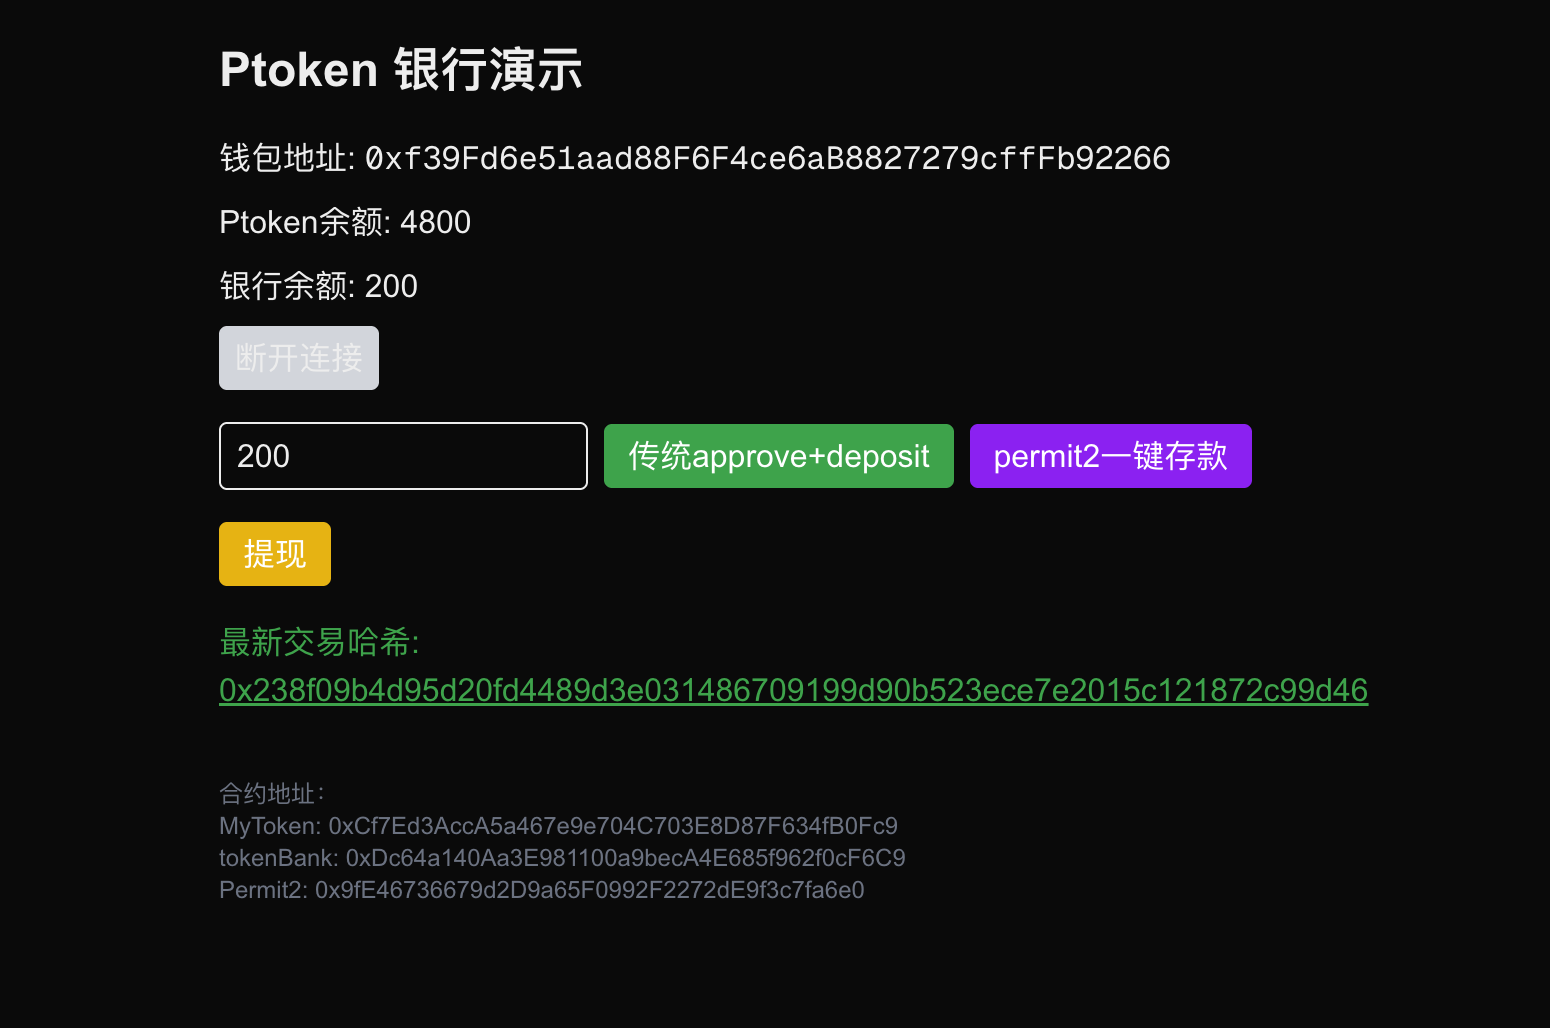 Ptoken 银行演示
钱包地址: 0xf39Fd6e51aad88F6F4ce6aB8827279cffFb92266
Ptoken余额: 4800
银行余额: 200
断开连接
200 传统approve+deposit permit2一键存款
提现
最新交易哈希:
0x238f09b4d95d20fd4489d3e031486709199d90b523ece7e2015c121872c99d46
合约地址：
MyToken: 0xCf7Ed3AccA5a467e9e704C703E8D87F634fB0Fc9
tokenBank: 0xDc64a140Aa3E981100a9becA4E685f962f0cF6C9
Permit2: 0x9fE46736679d2D9a65F0992F2272dE9f3c7fa6e0